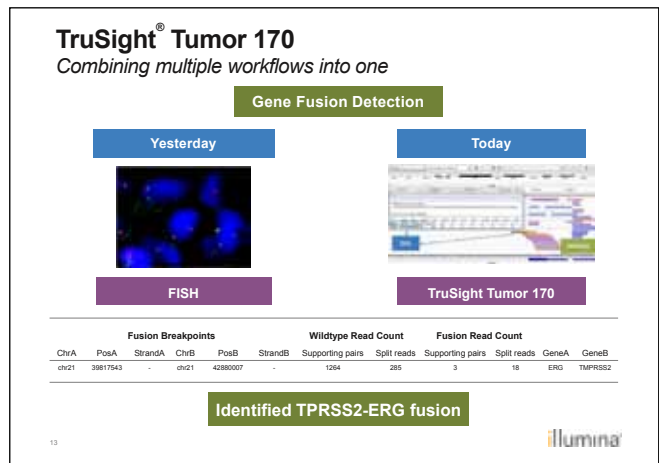 TruSight® Tumor 170
Combining multiple workflows into one
Gene Fusion Detection
Yesterday
Today
FISH
TruSight Tumor 170
Fusion Breakpoints Wildtype Read Count Fusion Read Count
ChrA PosA StrandA ChrB PosB StrandB Supporting pairs Split reads Supporting pairs Split reads GeneA GeneB
chr21 39817543 - chr21 42880007 - 1264 285 3 18 ERG TMPRSS2
Identified TPRSS2-ERG fusion
13
illumina®